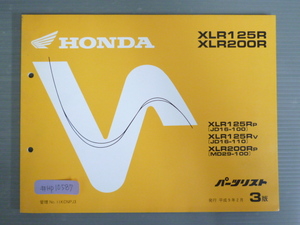 HONDA
XLR125R
XLR200R
XLR125RP
[JD16-100]
XLR125RV
[JD16-110]
XLR200RP
[MD29-100]
パーツリスト
3版